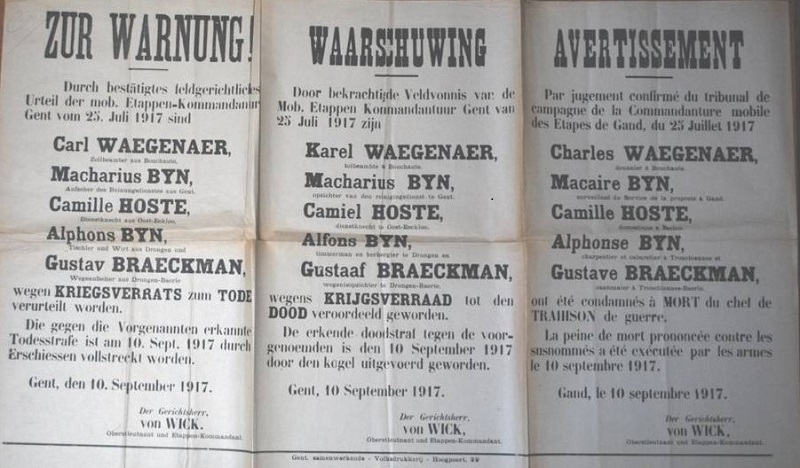 ZUR WARNUNG!
Durch bestätigtes feldgerichtliches
Urteil der mob. Etappen-Kommandantur
Gent vom 25. Juli 1917 sind
Carl WAEGENAER,
Zollbeamter aus Bouchaute,
Macharius BYN,
Aufseher des Reinungsdienstes aus Gent.
Camille HOSTE,
Dienstknecht aus Oost-Eecloo,
Alphons BYN,
Tischler und Wirt aus Drongen und
Gustav BRAECKMAN,
Wegeaufseher aus Drongen-Baerle
wegen KRIEGSVERRATS zum TODE
verurteilt worden.
Die gegen die Vorgenannten erkannte
Todesstrafe ist am 10. Sept. 1917 durch
Erschiessen vollstreckt worden.
Gent, den 10. September 1917.
Der Gerichtsherr,
von WICK.
Oberstleutnant und Etappen-Kommandant.
WAARSCHUWING
Door bekrachtigde Veldvonnis van de
Mob. Etappen Kommandantuur Gent van
25 Juli 1917 zijn
Karel WAEGENAER,
tolbeambte à Bouchaute,
Macharius BYN,
opzichter van den reinigingsdienst te Gent.
Camiel HOSTE,
dienstknecht te Oost-Eecloo,
Alfons BYN,
timmerman en herbergier te Drongen en
Gustaaf BRAECKMAN,
wegenopzichter te Drongen-Baerle.
wegens KRIJGSVERRAAD tot den
DOOD veroordeeld geworden.
De erkende doodstraf tegen de voor-
genoemden is den 10 September 1917
door den kogel uitgevoerd geworden.
Gent, 10 September 1917.
Der Gerichtsherr,
von WICK,
Oberstleutnant und Etappen-Kommandant.
AVERTISSEMENT
Par jugement confirmé du tribunal de
campagne de la Commandanture mobile
des Etapes de Gand, du 25 Juillet 1917
Charles WAEGENAER,
douanier à Bouchaute,
Macaire BYN,
surveillant du Service de la propreté à Gand.
Camille HOSTE,
domestique à
Alphonse BYN,
charpentier et cabaretier à Tronchiennes et
Gustave BRAECKMAN,
cantonnier à Tronchiennes-Baerle.
ont été condamnés à MORT du chef de
TRAHISON de guerre.
La peine de mort prononcée contre les
susnommés a été exécutée par les armes
le 10 septembre 1917.
Gand, le 10 septembre 1917.
Der Gerichtsherr,
von WICK,
Oberstleutnant und Etappen-Kommandant.
Gent. samenwerkende - Volksdrukkerij - Hoogpoort, 29